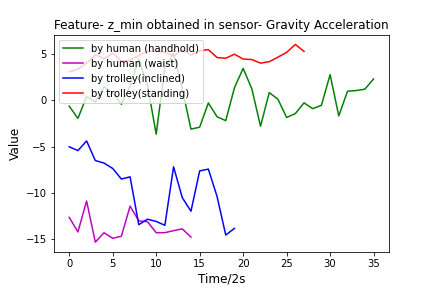 Feature- z_min obtained in sensor- Gravity Acceleration
by human (handhold)
by human (waist)
by trolley(inclined)
by trolley(standing)
Value
5
0
−5
−10
−15
0 5 10 15 20 25 30 35
Time/2s